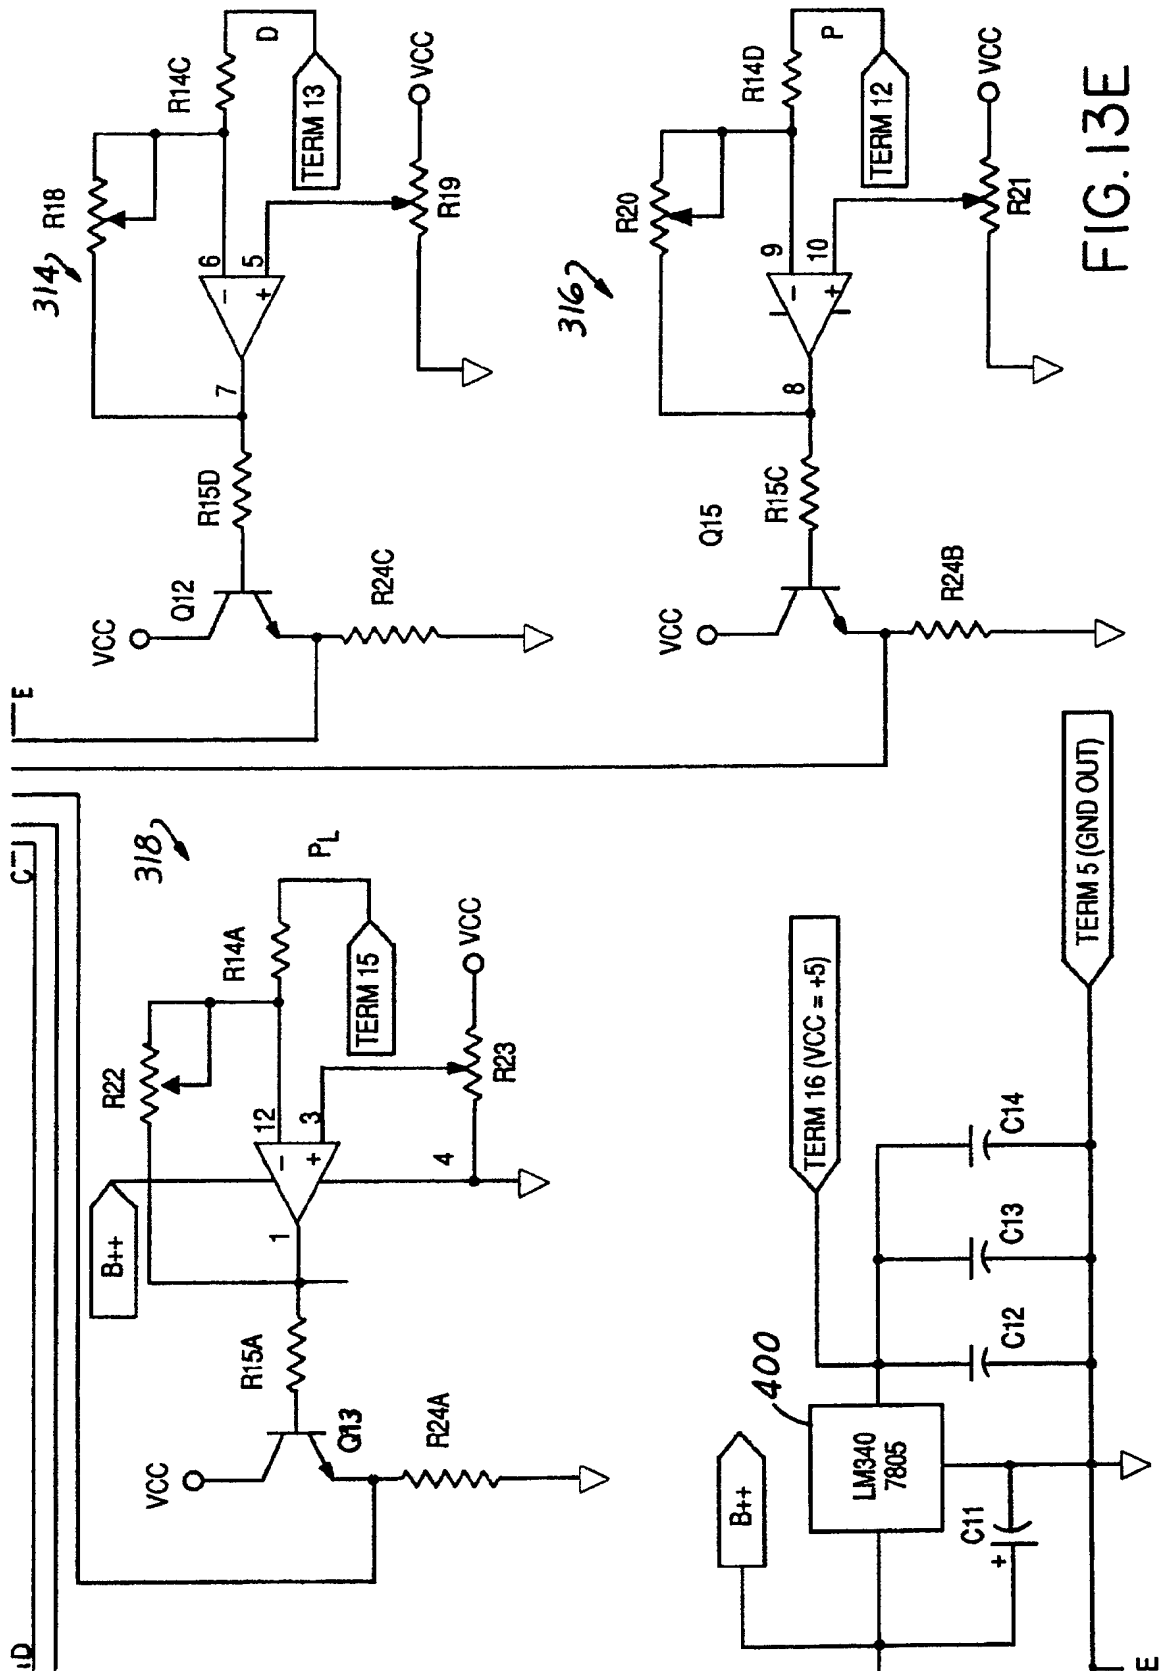 E
VCC
Q12
R15D
7
314
R18
6
5
-
+
R14C
D
TERM 13
R19
VCC
R24C
VCC
Q15
R15C
8
316
R20
9
10
-
+
R14D
P
TERM 12
R21
VCC
R24B
D
C
318
VCC
Q13
R15A
B++
1
R22
12
3
-
+
4
R14A
PL
TERM 15
R23
VCC
R24A
B++
400
LM340
7805
C11
+
C12
C13
C14
TERM 16 (VCC = +5)
TERM 5 (GND OUT)
E
FIG. 13E